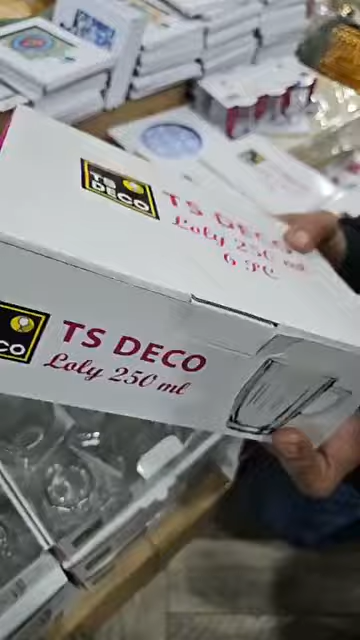 TS
DECO
TS DECO
Loly 250 ml
6 PC
CO
TS DECO
Loly 250 ml